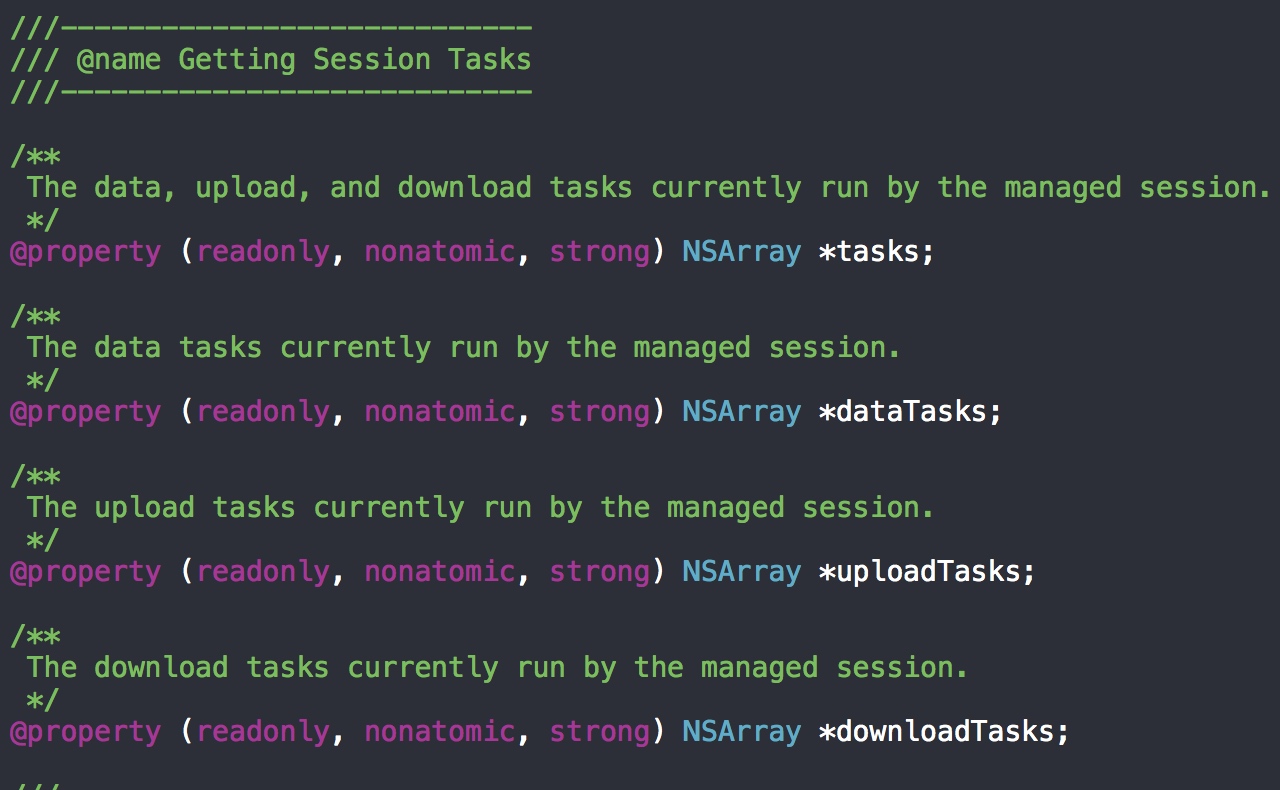 ///----------------------------
/// @name Getting Session Tasks
///----------------------------
/**
The data, upload, and download tasks currently run by the managed session.
*/
@property (readonly, nonatomic, strong) NSArray *tasks;
/**
The data tasks currently run by the managed session.
*/
@property (readonly, nonatomic, strong) NSArray *dataTasks;
/**
The upload tasks currently run by the managed session.
*/
@property (readonly, nonatomic, strong) NSArray *uploadTasks;
/**
The download tasks currently run by the managed session.
*/
@property (readonly, nonatomic, strong) NSArray *downloadTasks;